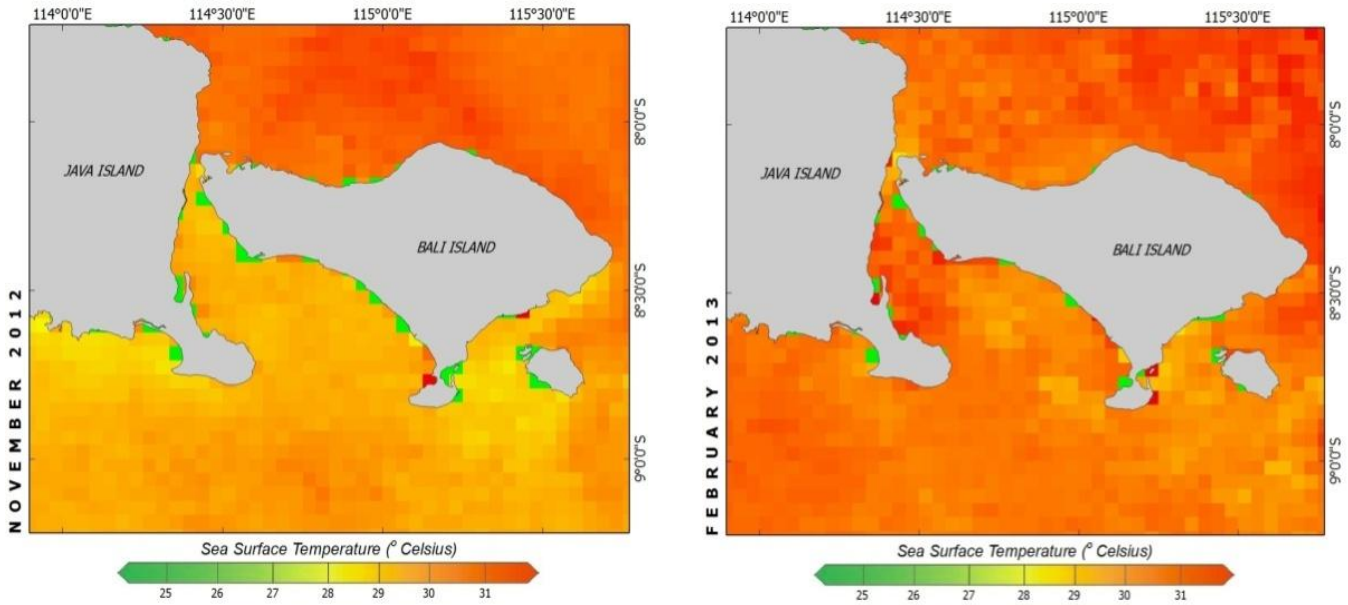 114°0'0"E 114°30'0"E 115°0'0"E 115°30'0"E
8°0'0"S
8°30'0"S
9°0'0"S
JAVA ISLAND
BALI ISLAND
NOVEMBER 2012
Sea Surface Temperature (° Celsius)
25 26 27 28 29 30 31
114°0'0"E 114°30'0"E 115°0'0"E 115°30'0"E
8°0'0"S
8°30'0"S
9°0'0"S
JAVA ISLAND
BALI ISLAND
FEBRUARY 2013
Sea Surface Temperature (° Celsius)
25 26 27 28 29 30 31